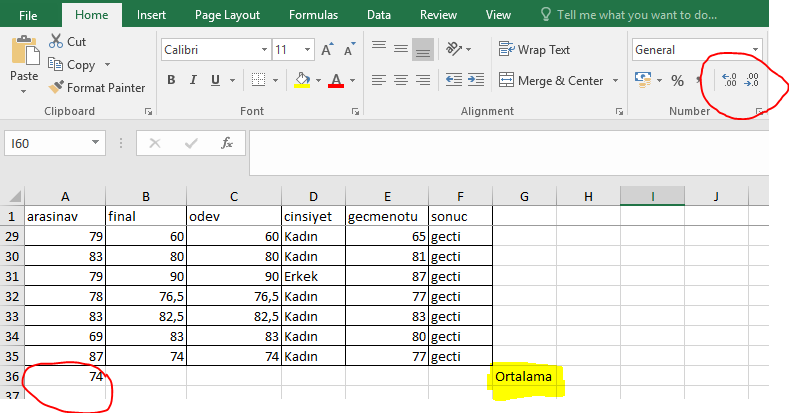 File Home Insert Page Layout Formulas Data Review View Tell me what you want to do...
Cut
Copy
Format Painter
Paste
Clipboard
Calibri 11 A A
B I U A
Font
Wrap Text
Merge & Center
Alignment
General
% ,
←.0 .00
.00 →.0
Number
I60 fx
A B C D E F G H I J
1 arasinav final odev cinsiyet gecmenotu sonuc
29 79 60 60 Kadın 65 gecti
30 83 80 80 Kadın 81 gecti
31 79 90 90 Erkek 87 gecti
32 78 76,5 76,5 Kadın 77 gecti
33 83 82,5 82,5 Kadın 83 gecti
34 69 83 83 Kadın 80 gecti
35 87 74 74 Kadın 77 gecti
36 74 Ortalama
37